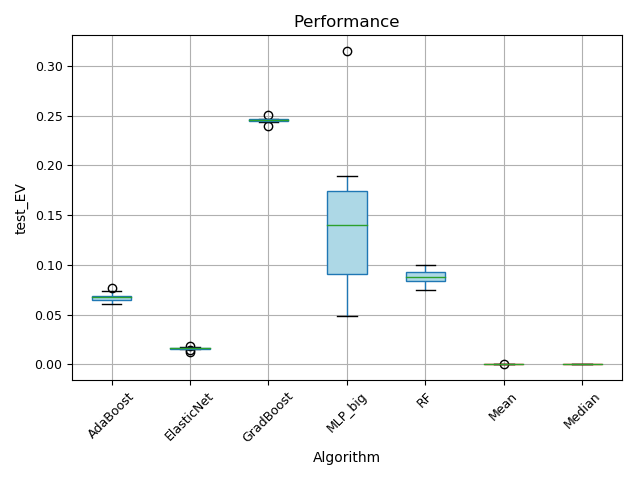 Performance
test_EV
0.30
0.25
0.20
0.15
0.10
0.05
0.00
AdaBoost
ElasticNet
GradBoost
MLP_big
RF
Mean
Median
Algorithm